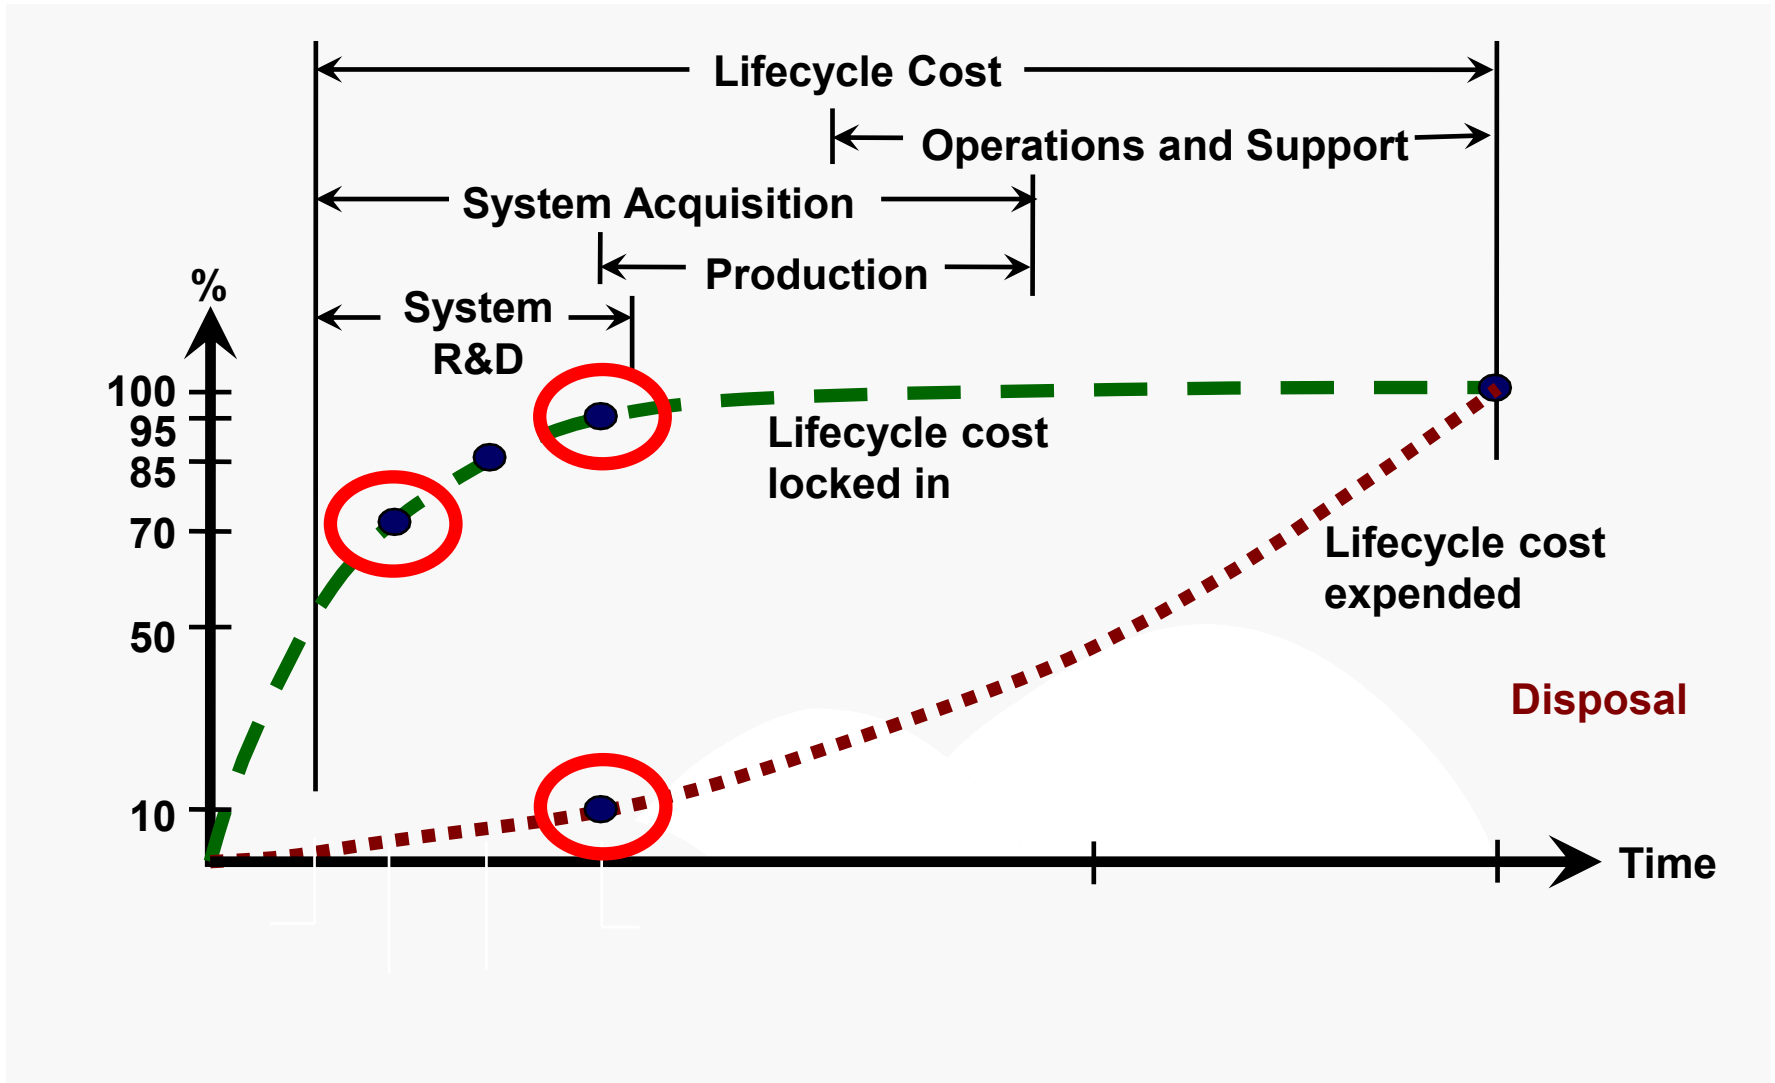 Lifecycle Cost
Operations and Support
System Acquisition
Production
%
System
R&D
100
95
85
70
50
10
Lifecycle cost
locked in
Lifecycle cost
expended
Disposal
Time